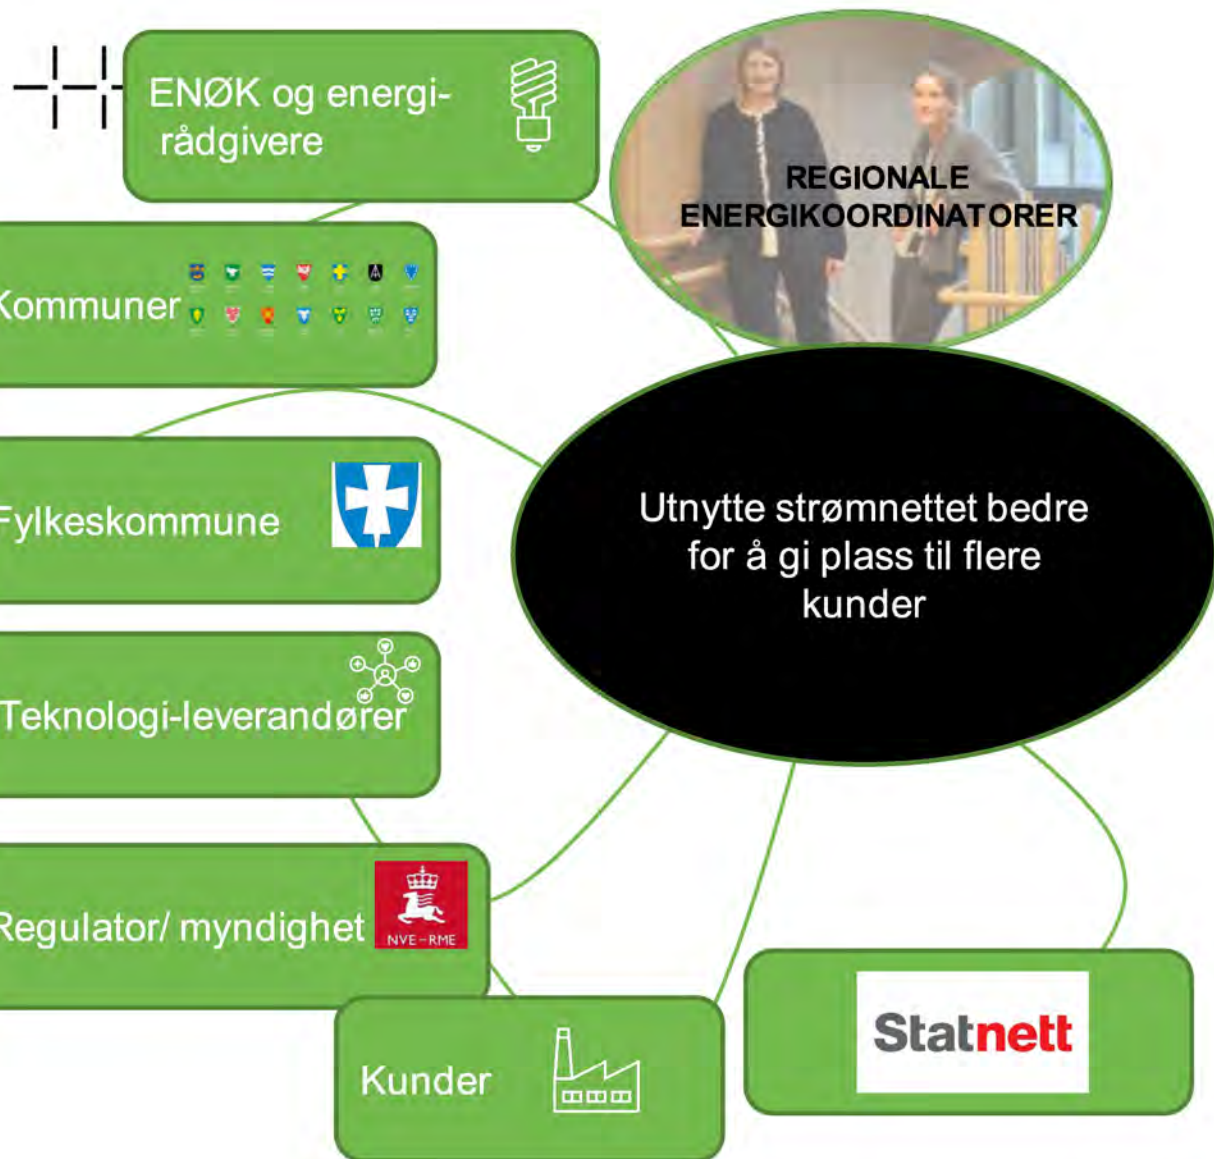 ENØK og energi-
rådgivere
REGIONALE
ENERGIKOORDINATORER
Kommuner
Fylkeskommune
Utnytte strømnettet bedre
for å gi plass til flere
kunder
Teknologi-leverandører
Regulator/ myndighet
NVE-RME
Kunder
Statnett